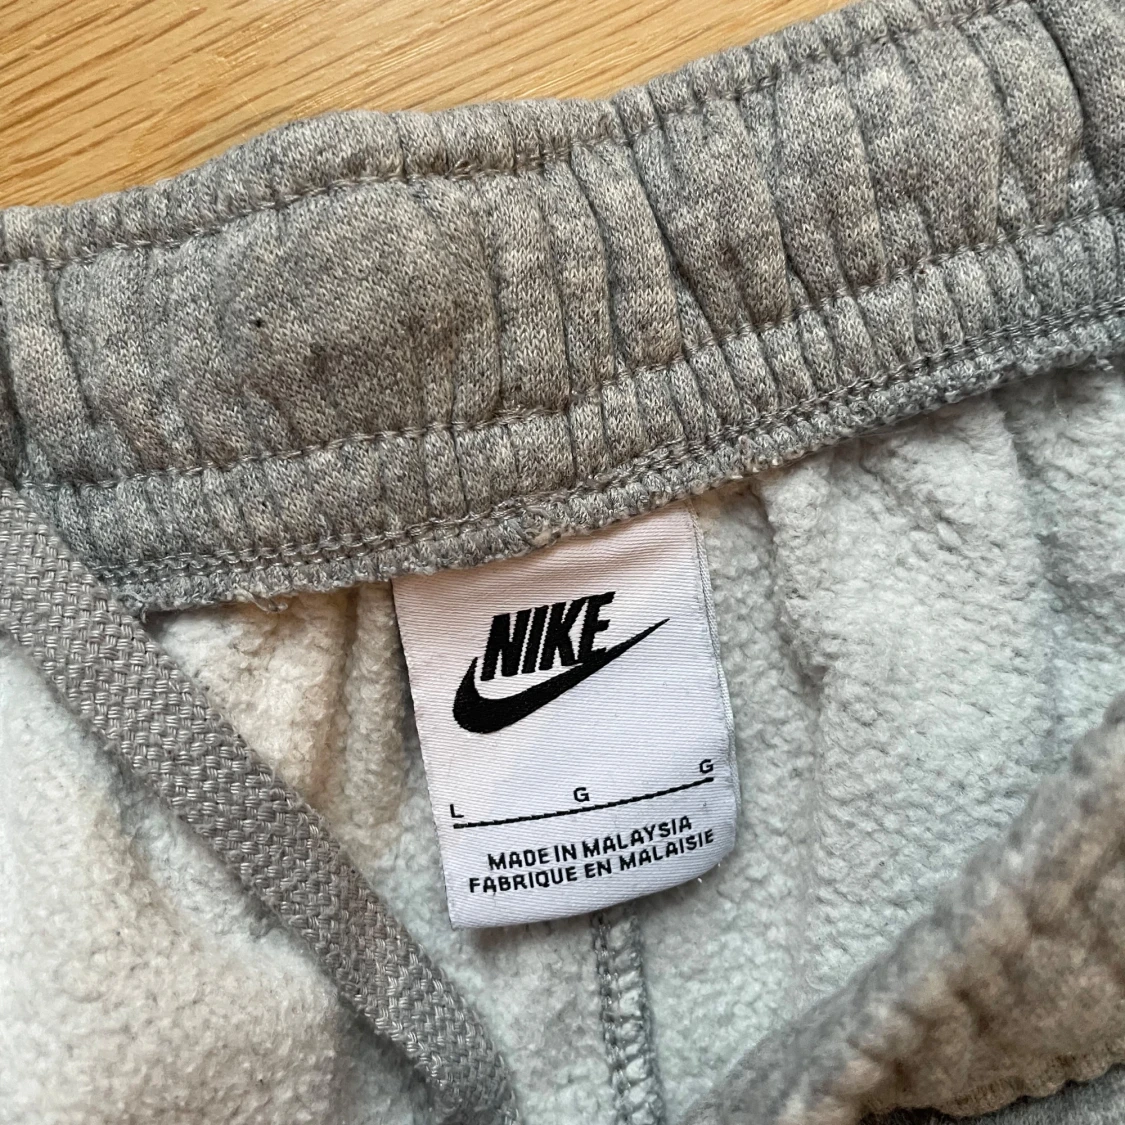 NIKE
L G G
MADE IN MALAYSIA
FABRIQUE EN MALAISIE